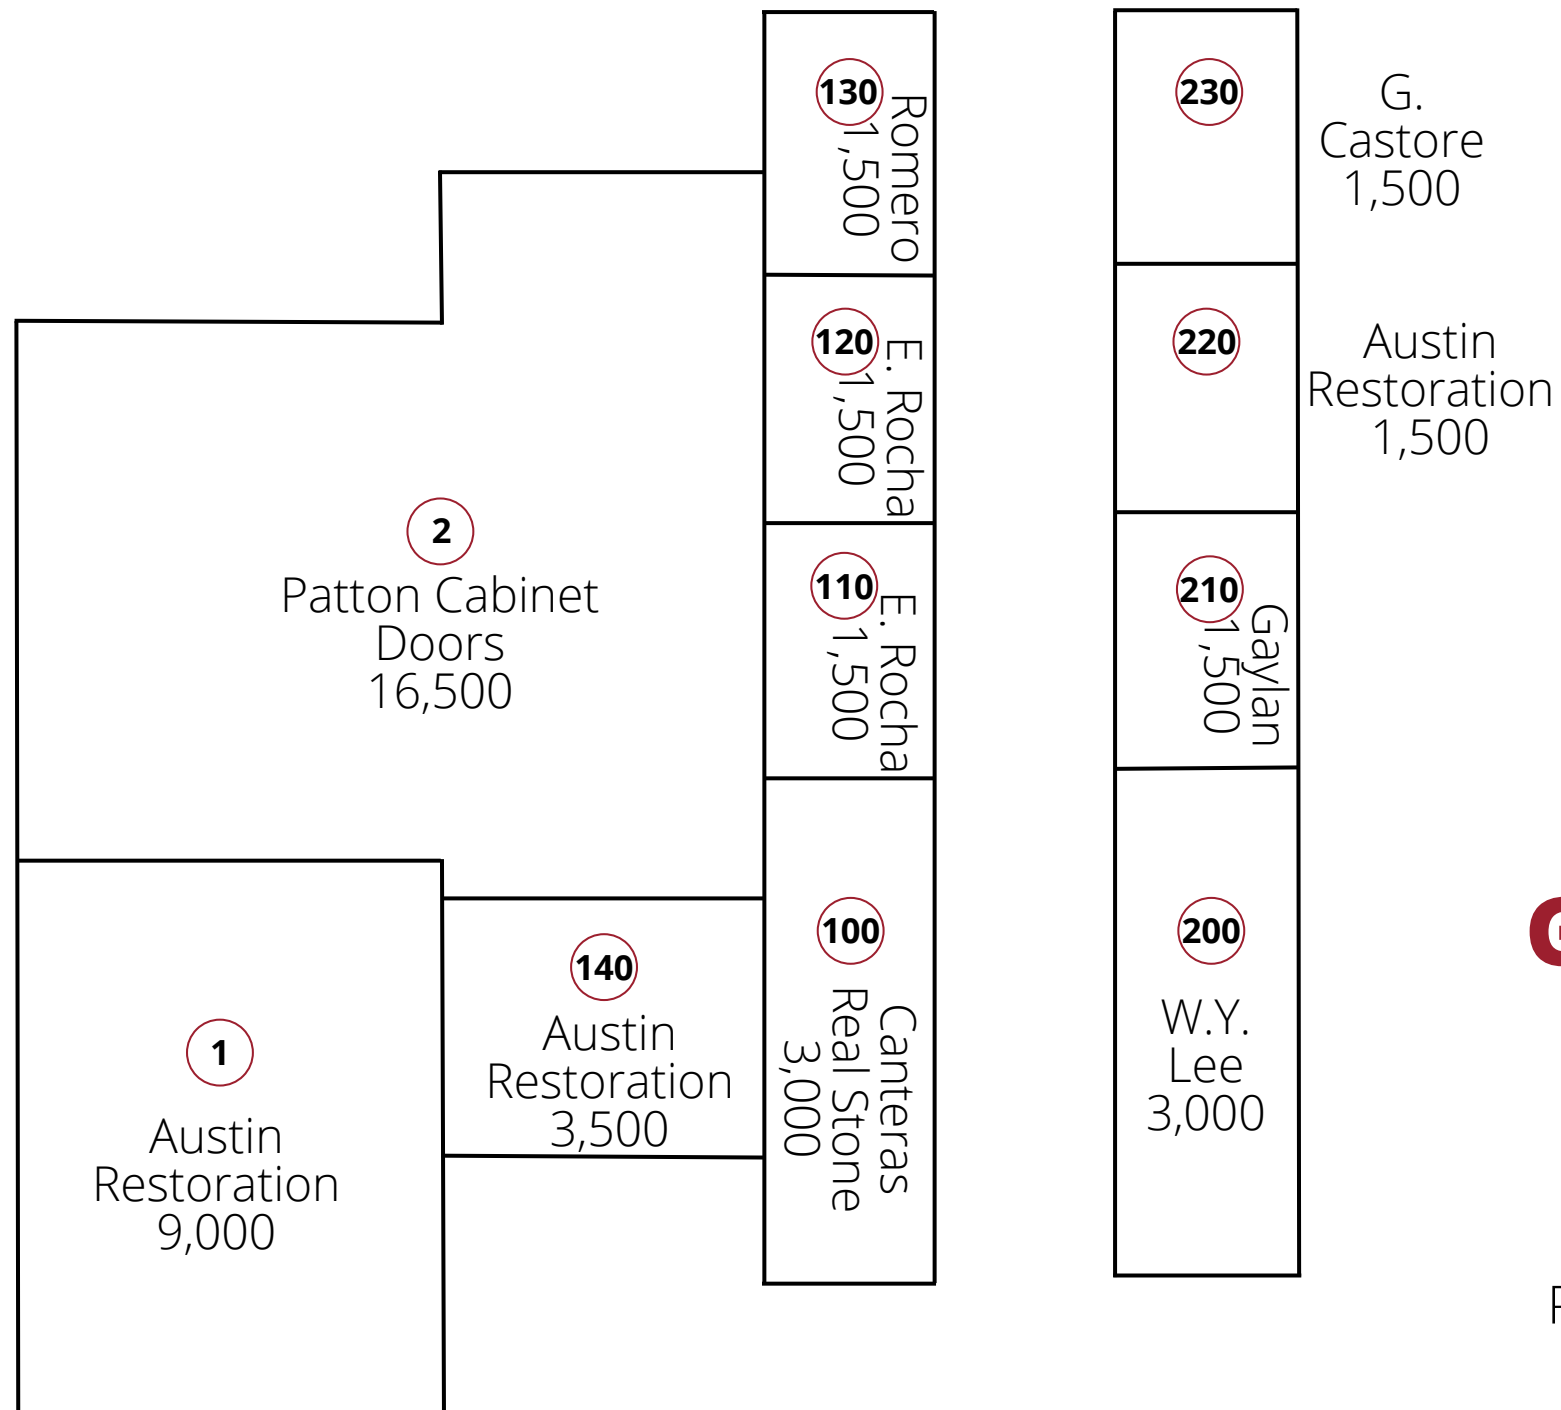 130
Romero
1,500
230
G.
Castore
1,500
120
E. Rocha
1,500
220
Austin
Restoration
1,500
2
Patton Cabinet
Doors
16,500
110
E. Rocha
1,500
210
Gaylan
1,500
100
Canteras
Real Stone
3,000
200
W.Y.
Lee
3,000
140
Austin
Restoration
3,500
1
Austin
Restoration
9,000